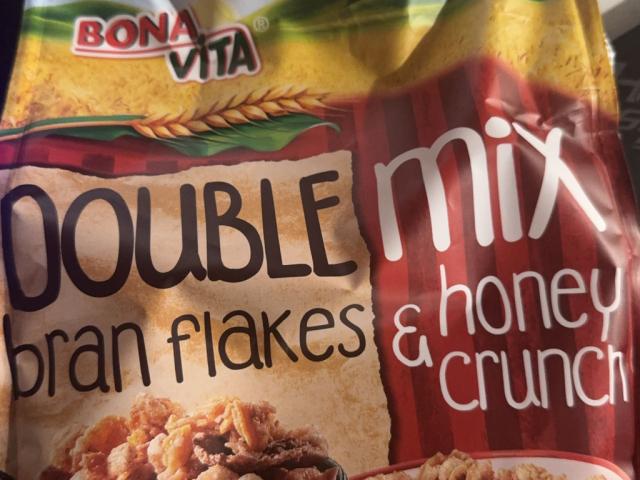 BONA
VITA®
DOUBLE mix
bran flakes & honey
crunch